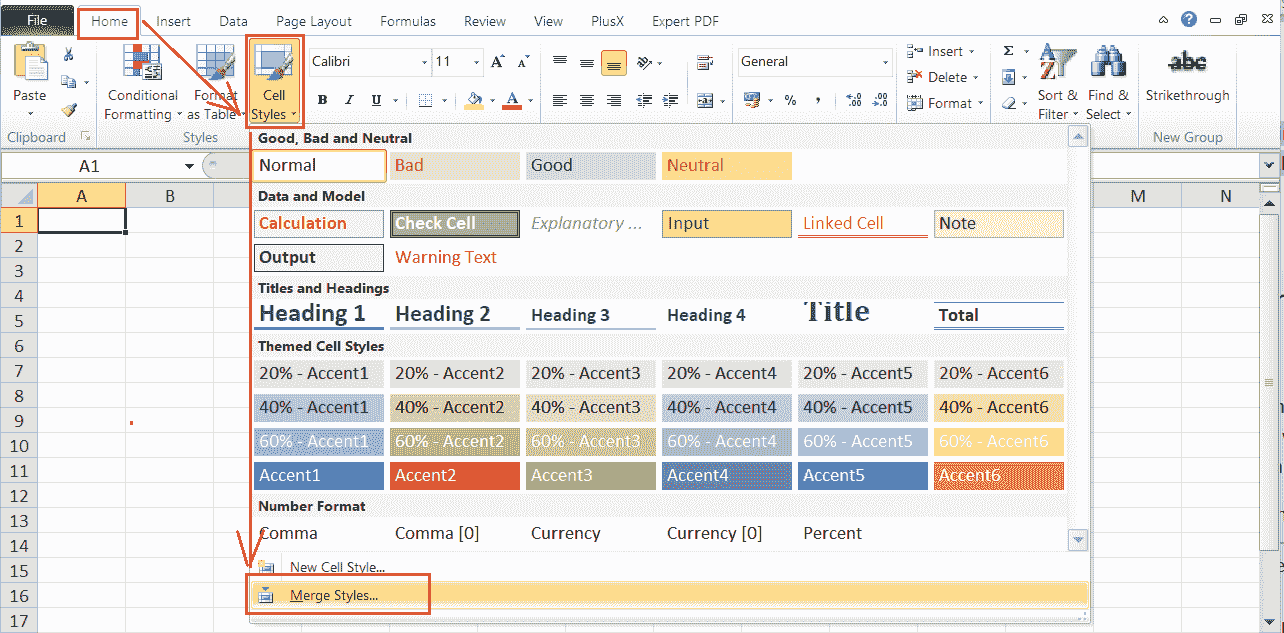 File Home Insert Data Page Layout Formulas Review View PlusX Expert PDF
Paste
Clipboard
Conditional Formatting
Format as Table
Cell Styles
Styles
Calibri 11
B I U
General
% ,
Insert
Delete
Format
Σ
A Z
Sort & Filter
Find & Select
abc
Strikethrough
New Group
A1
A B M N
1
2
3
4
5
6
7
8
9
10
11
12
13
14
15
16
17
Good, Bad and Neutral
Normal Bad Good Neutral
Data and Model
Calculation Check Cell Explanatory ... Input Linked Cell Note
Output Warning Text
Titles and Headings
Heading 1 Heading 2 Heading 3 Heading 4 Title Total
Themed Cell Styles
20% - Accent1 20% - Accent2 20% - Accent3 20% - Accent4 20% - Accent5 20% - Accent6
40% - Accent1 40% - Accent2 40% - Accent3 40% - Accent4 40% - Accent5 40% - Accent6
60% - Accent1 60% - Accent2 60% - Accent3 60% - Accent4 60% - Accent5 60% - Accent6
Accent1 Accent2 Accent3 Accent4 Accent5 Accent6
Number Format
Comma Comma [0] Currency Currency [0] Percent
New Cell Style...
Merge Styles...